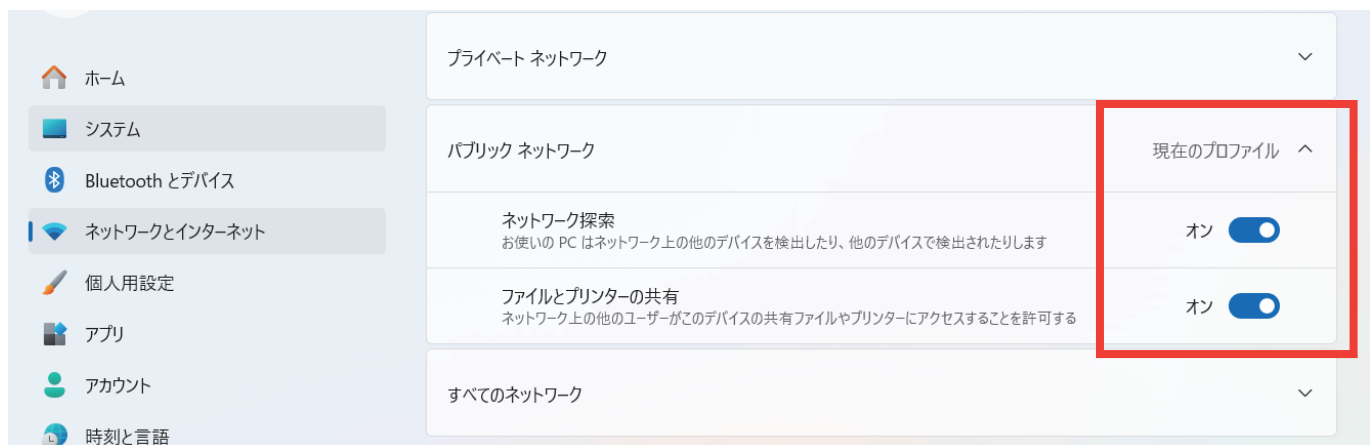 ホーム
システム
Bluetooth とデバイス
ネットワークとインターネット
個人用設定
アプリ
アカウント
時刻と言語
プライベート ネットワーク
パブリック ネットワーク
現在のプロファイル
ネットワーク探索
お使いの PC はネットワーク上の他のデバイスを検出したり、他のデバイスで検出されたりします
オン
ファイルとプリンターの共有
ネットワーク上の他のユーザーがこのデバイスの共有ファイルやプリンターにアクセスすることを許可する
オン
すべてのネットワーク